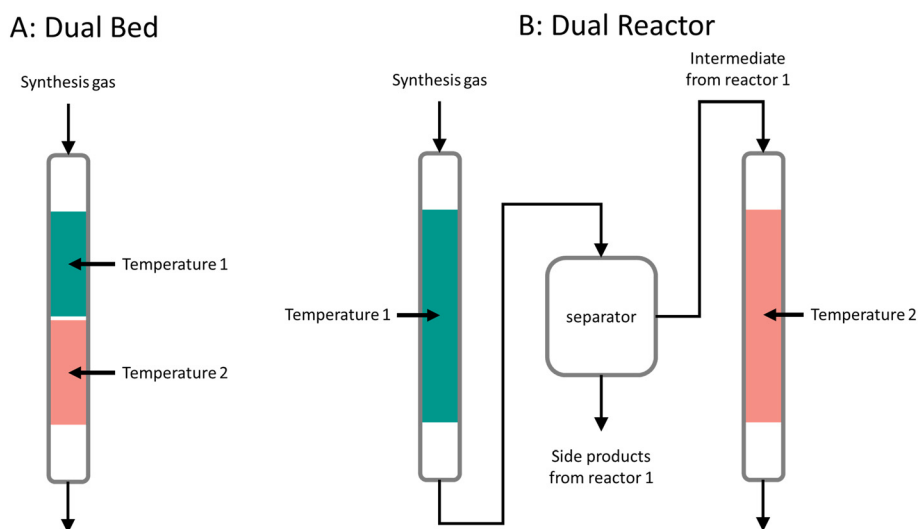 A: Dual Bed
Synthesis gas
Temperature 1
Temperature 2
B: Dual Reactor
Synthesis gas
Intermediate
from reactor 1
Temperature 1
separator
Temperature 2
Side products
from reactor 1